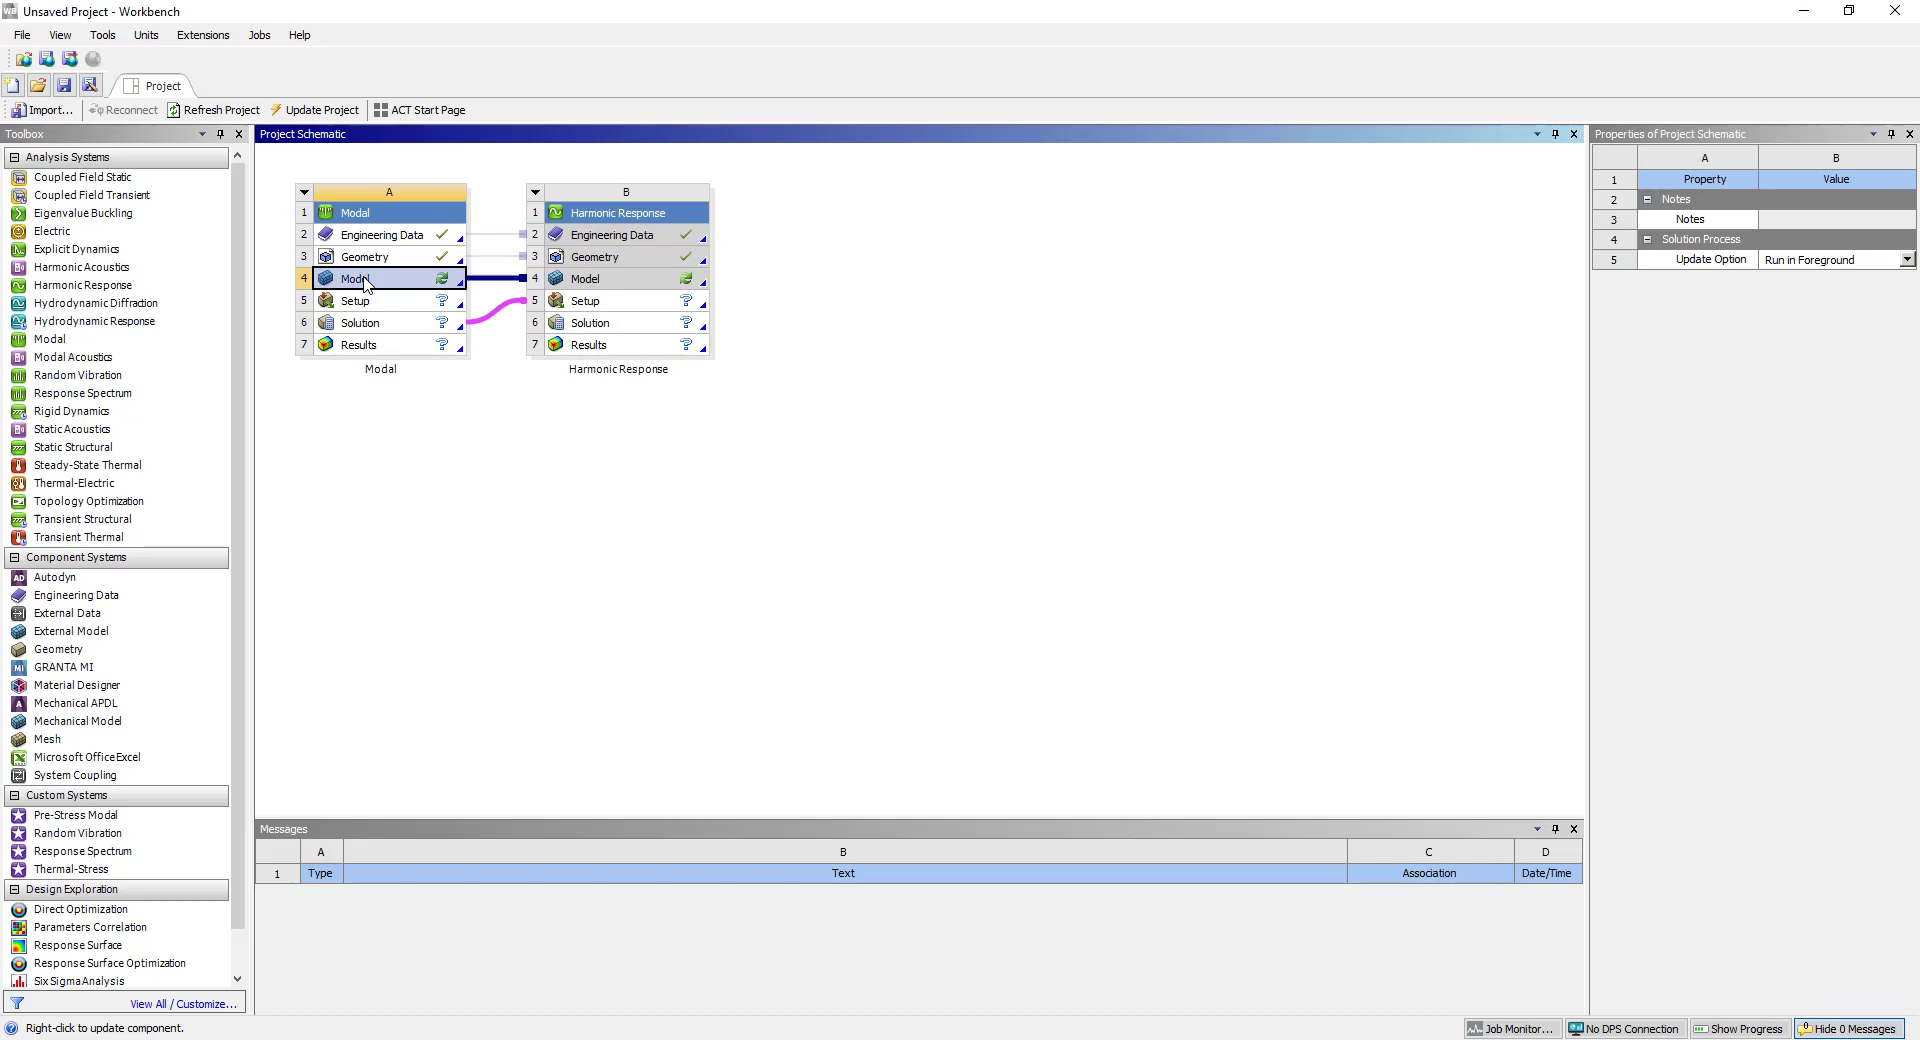 Unsaved Project - Workbench
File View Tools Units Extensions Jobs Help
Project
Import... Reconnect Refresh Project Update Project ACT Start Page
Toolbox
Analysis Systems
Coupled Field Static
Coupled Field Transient
Eigenvalue Buckling
Electric
Explicit Dynamics
Harmonic Acoustics
Harmonic Response
Hydrodynamic Diffraction
Hydrodynamic Response
Modal
Modal Acoustics
Random Vibration
Response Spectrum
Rigid Dynamics
Static Acoustics
Static Structural
Steady-State Thermal
Thermal-Electric
Topology Optimization
Transient Structural
Transient Thermal
Component Systems
Autodyn
Engineering Data
External Data
External Model
Geometry
GRANTA MI
Material Designer
Mechanical APDL
Mechanical Model
Mesh
Microsoft Office Excel
System Coupling
Custom Systems
Pre-Stress Modal
Random Vibration
Response Spectrum
Thermal-Stress
Design Exploration
Direct Optimization
Parameters Correlation
Response Surface
Response Surface Optimization
Six Sigma Analysis
View All / Customize...
Project Schematic
A
1 Modal
2 Engineering Data
3 Geometry
4 Model
5 Setup
6 Solution
7 Results
Modal
B
1 Harmonic Response
2 Engineering Data
3 Geometry
4 Model
5 Setup
6 Solution
7 Results
Harmonic Response
Messages
A B C D
1 Type Text Association Date/Time
Properties of Project Schematic
A B
1 Property Value
2 Notes
3 Notes
4 Solution Process
5 Update Option Run in Foreground
Right-click to update component.
Job Monitor... No DPS Connection Show Progress Hide 0 Messages